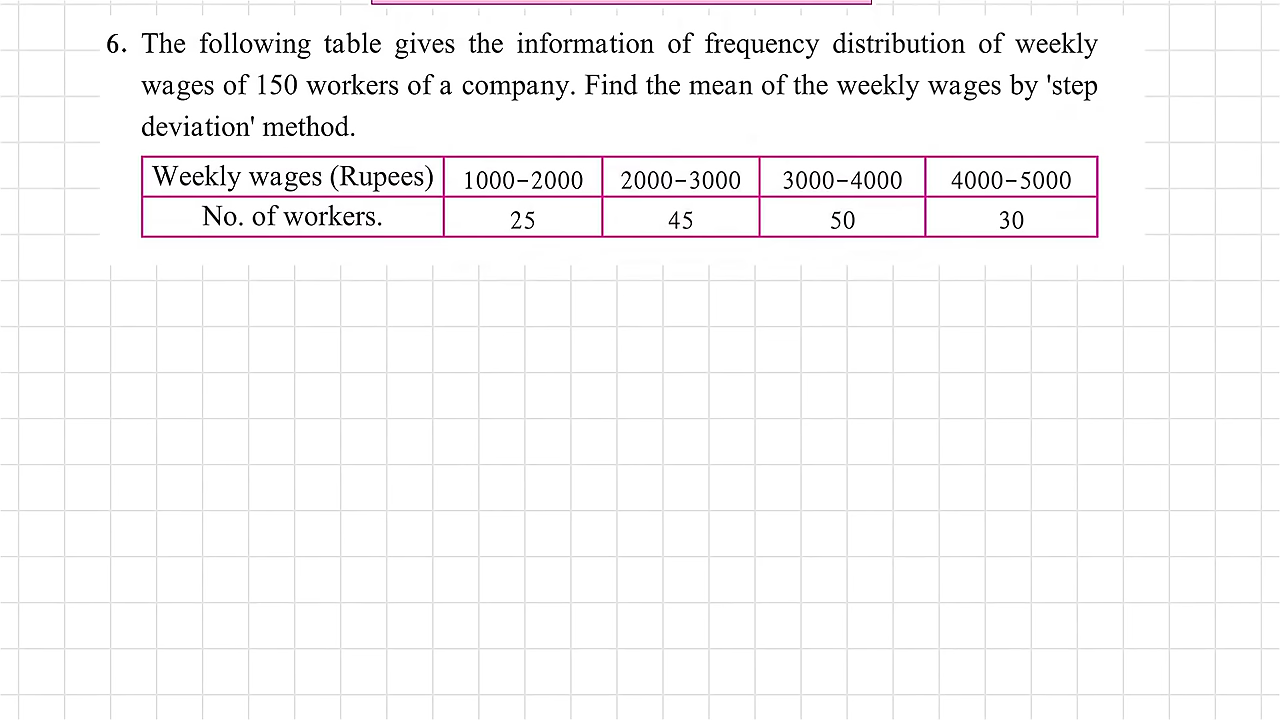 6. The following table gives the information of frequency distribution of weekly
wages of 150 workers of a company. Find the mean of the weekly wages by 'step
deviation' method.
Weekly wages (Rupees) 1000-2000 2000-3000 3000-4000 4000-5000
No. of workers. 25 45 50 30